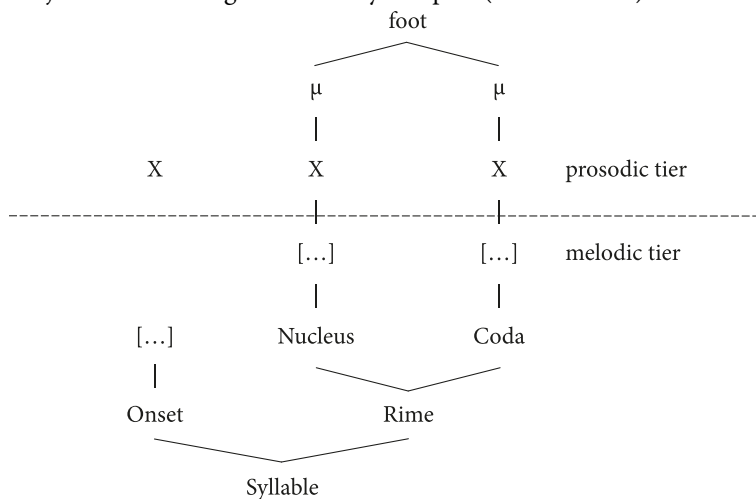 foot
μ μ
X X X prosodic tier
[…] […] melodic tier
[…] Nucleus Coda
Onset Rime
Syllable